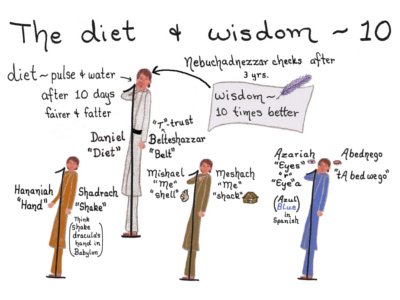 The diet & wisdom ~ 10
Nebuchadnezzar checks after
3 yrs.
diet ~ pulse & water
after 10 days
fairer & fatter
wisdom ~
10 times better
"T"-trust
Daniel Belteshazzar
"Diet" "Belt"
Hananiah Shadrach
"Hand" "Shake"
(Think
shake
dracula's
hand in
Babylon)
Mishael Meshach
"Me" "Me"
"shell" "shack"
Azariah Abednego
"Eyes" "A bed we go"
"r"
"Eye"a
(Azul)
Blue
in
Spanish